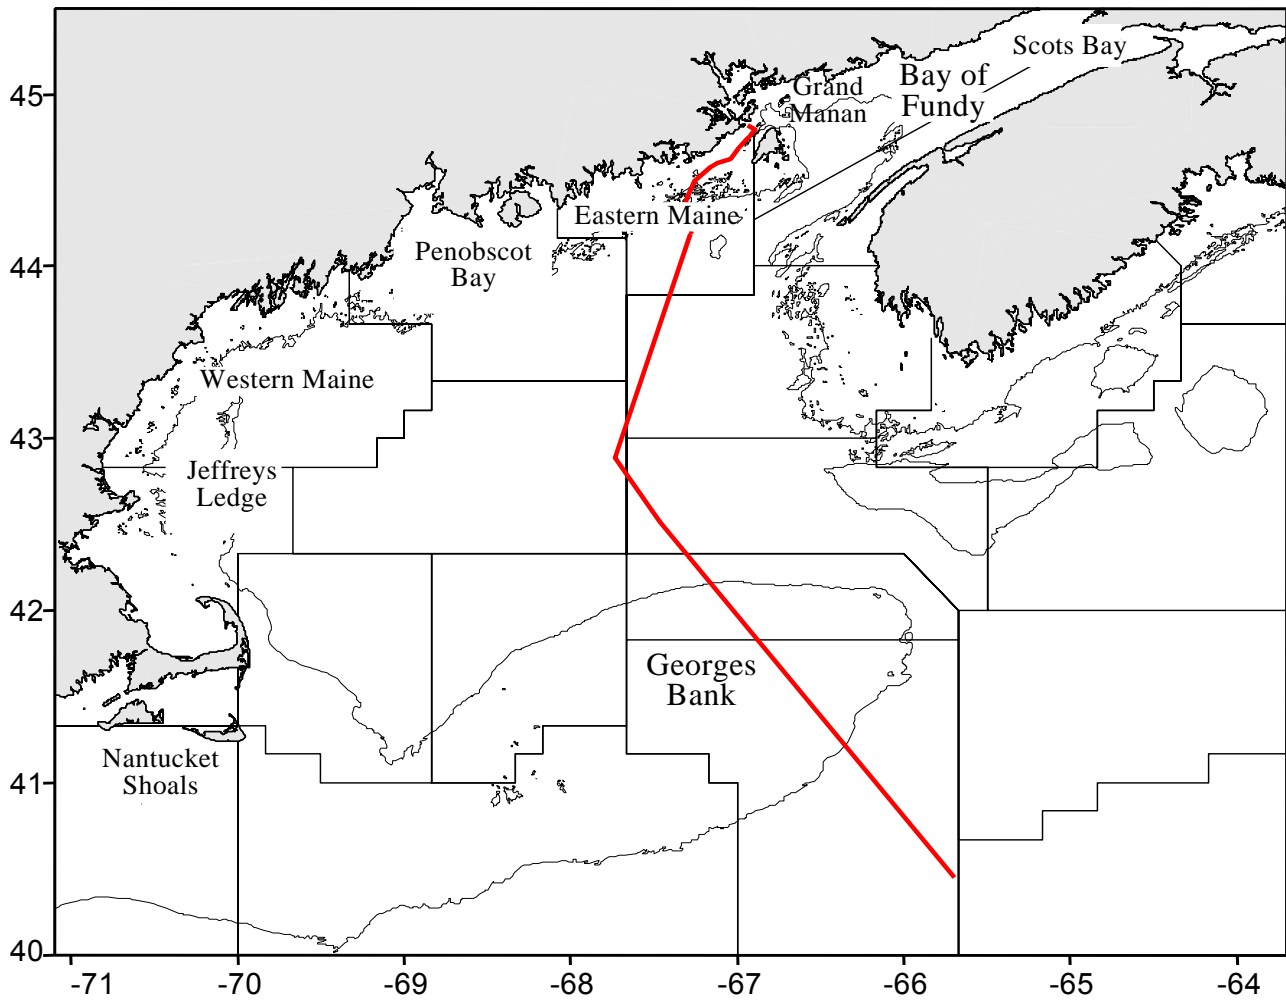 Scots Bay
Bay of
Fundy
Grand
Manan
45
Eastern Maine
Penobscot
Bay
44
Western Maine
43
Jeffreys
Ledge
42
Georges
Bank
Nantucket
Shoals
41
40
-71 -70 -69 -68 -67 -66 -65 -64